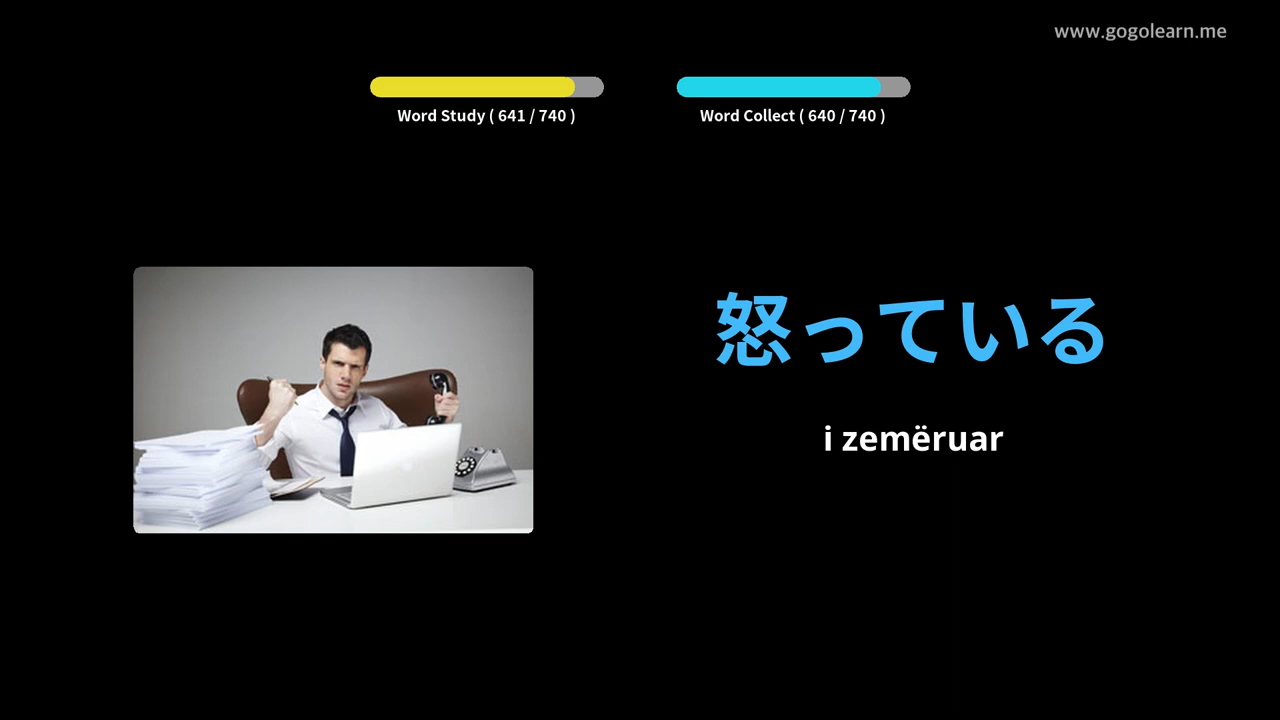 www.gogolearn.me
Word Study ( 641 / 740 )
Word Collect ( 640 / 740 )
怒っている
i zemëruar